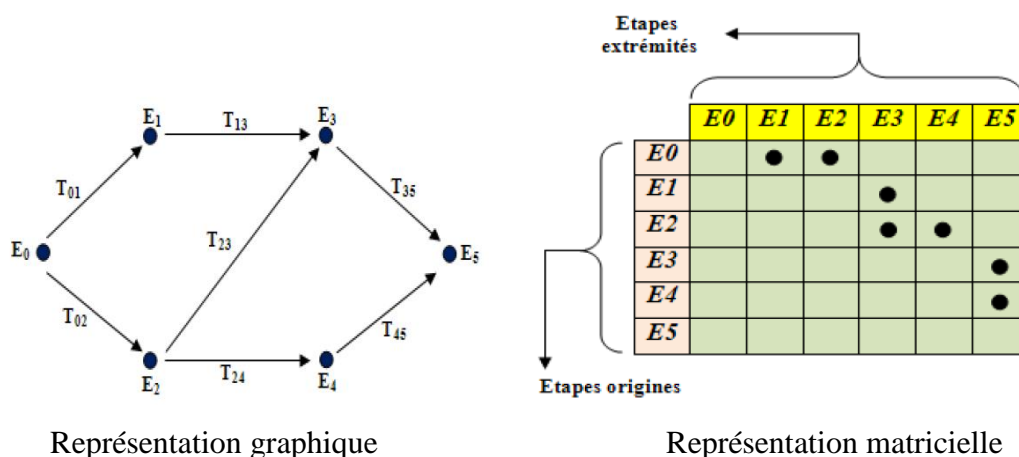 E1
T13
E3
T01
T35
T23
E0
E5
T02
T45
E2
T24
E4
Représentation graphique
Etapes
extrémités
E0 E1 E2 E3 E4 E5
E0
E1
E2
E3
E4
E5
Etapes origines
Représentation matricielle